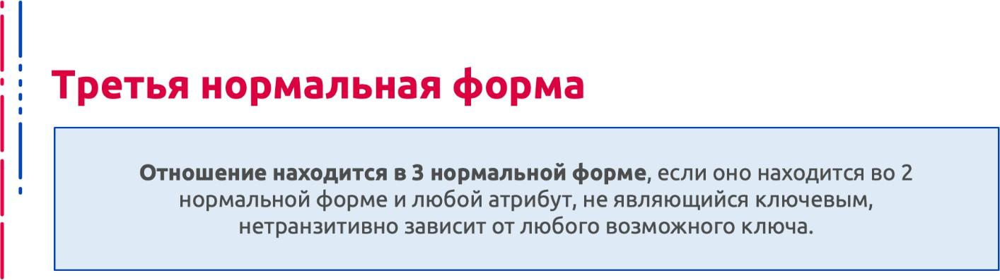 Третья нормальная форма
Отношение находится в 3 нормальной форме, если оно находится во 2
нормальной форме и любой атрибут, не являющийся ключевым,
нетранзитивно зависит от любого возможного ключа.